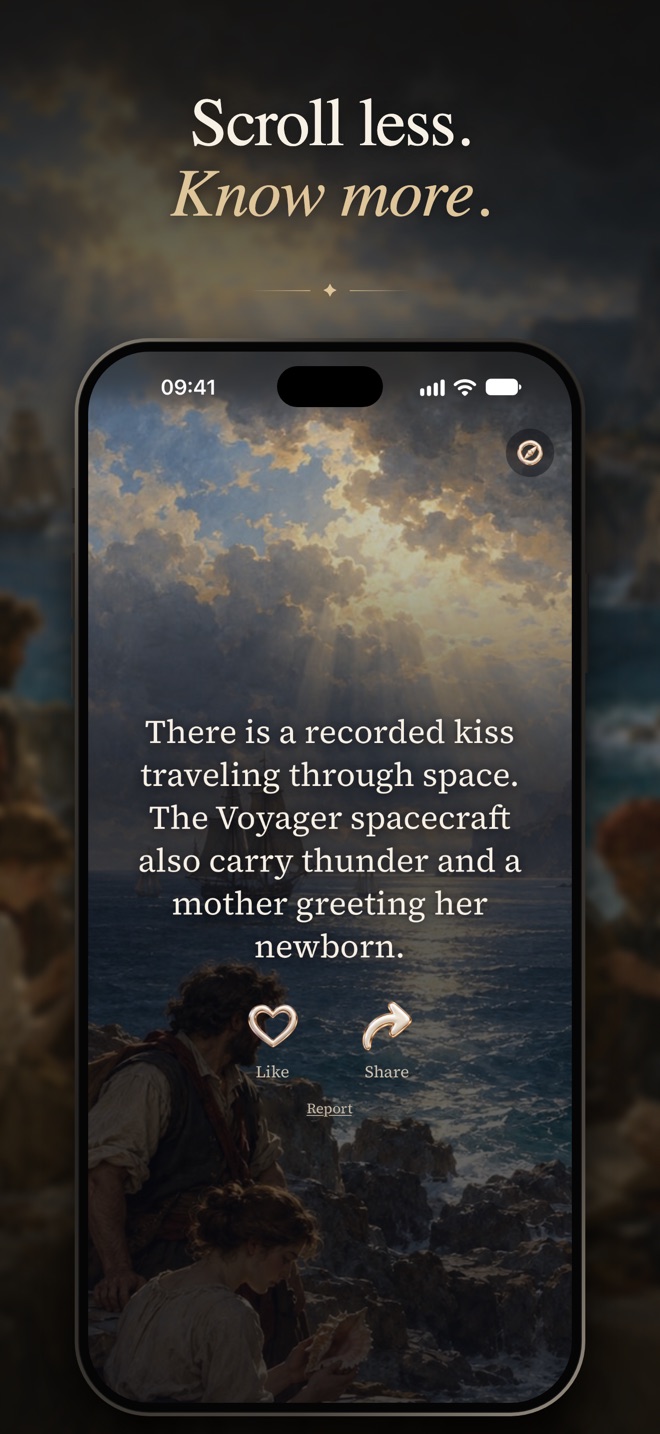 Scroll less.
Know more.
09:41
There is a recorded kiss
traveling through space.
The Voyager spacecraft
also carry thunder and a
mother greeting her
newborn.
Like Share
Report